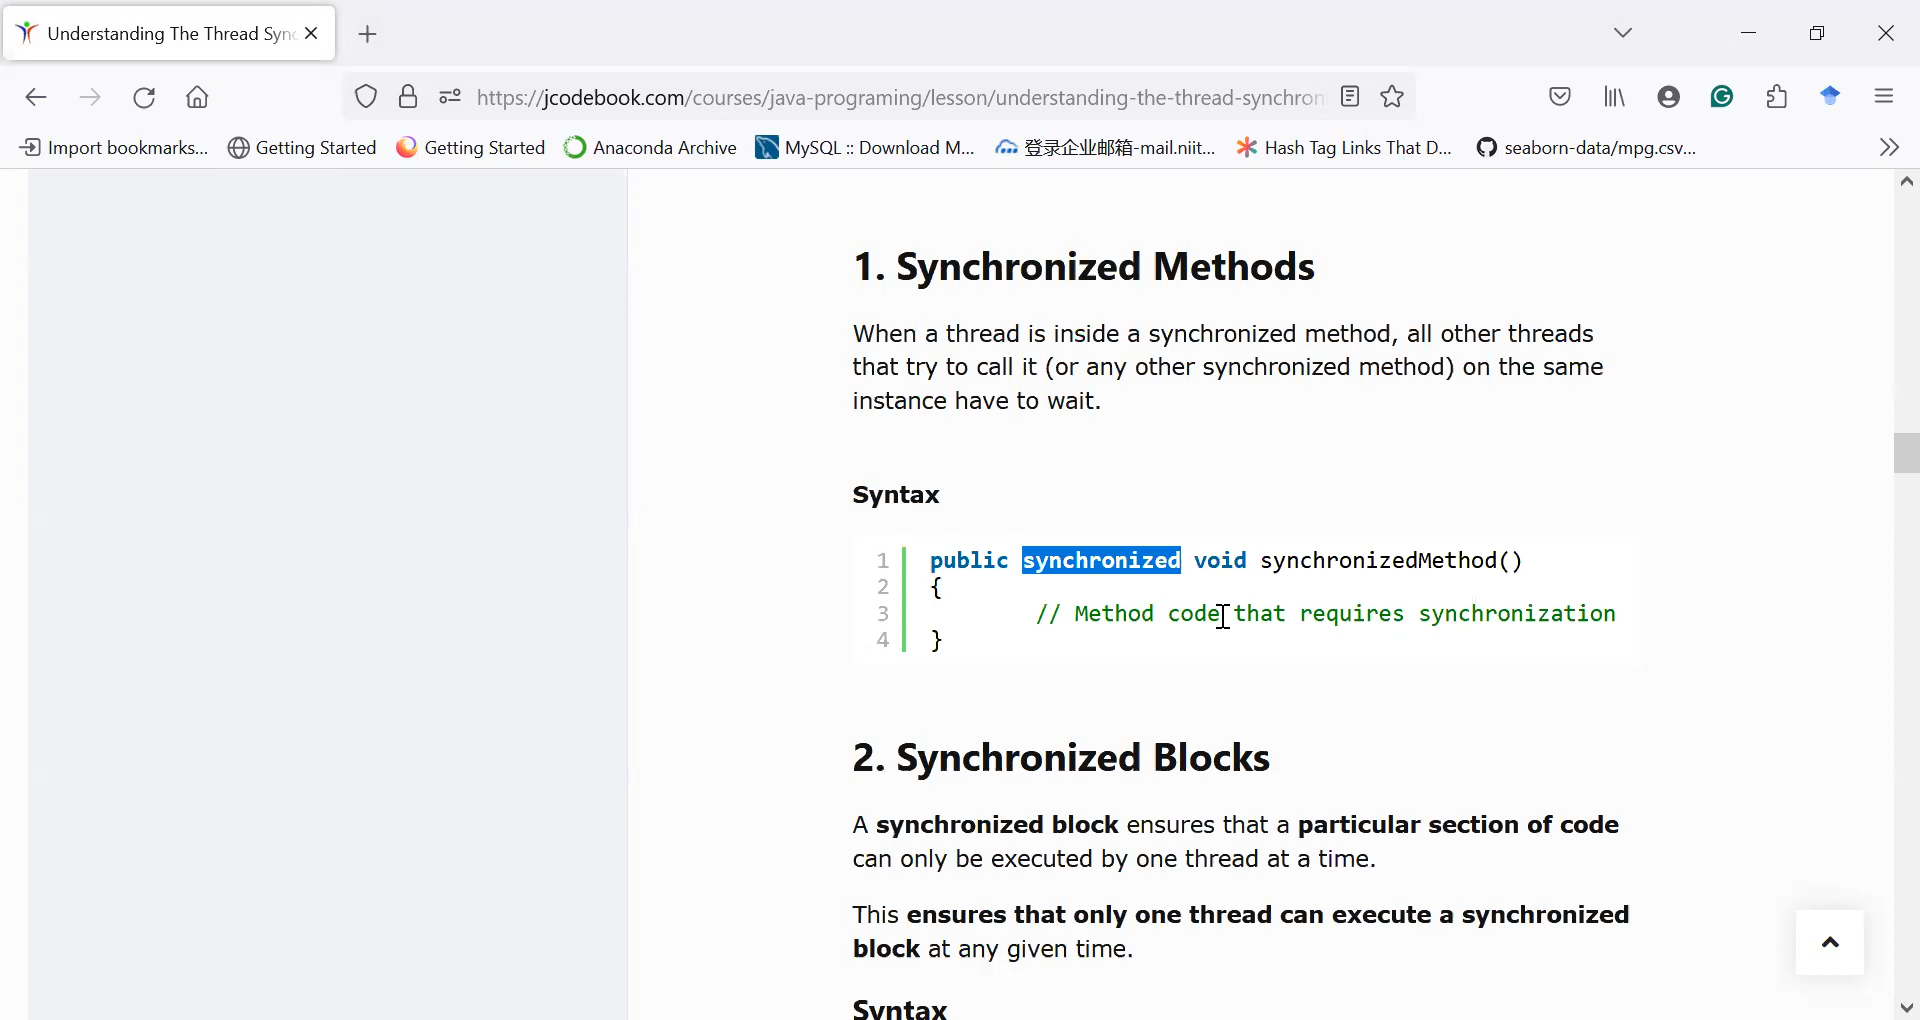 Understanding The Thread Sync
https://jcodebook.com/courses/java-programing/lesson/understanding-the-thread-synchron
Import bookmarks... Getting Started Getting Started Anaconda Archive MySQL :: Download M... 登录企业邮箱-mail.niit... Hash Tag Links That D... seaborn-data/mpg.csv...
1. Synchronized Methods
When a thread is inside a synchronized method, all other threads
that try to call it (or any other synchronized method) on the same
instance have to wait.
Syntax
1 public synchronized void synchronizedMethod()
2 {
3 // Method code that requires synchronization
4 }
2. Synchronized Blocks
A synchronized block ensures that a particular section of code
can only be executed by one thread at a time.
This ensures that only one thread can execute a synchronized
block at any given time.
Syntax